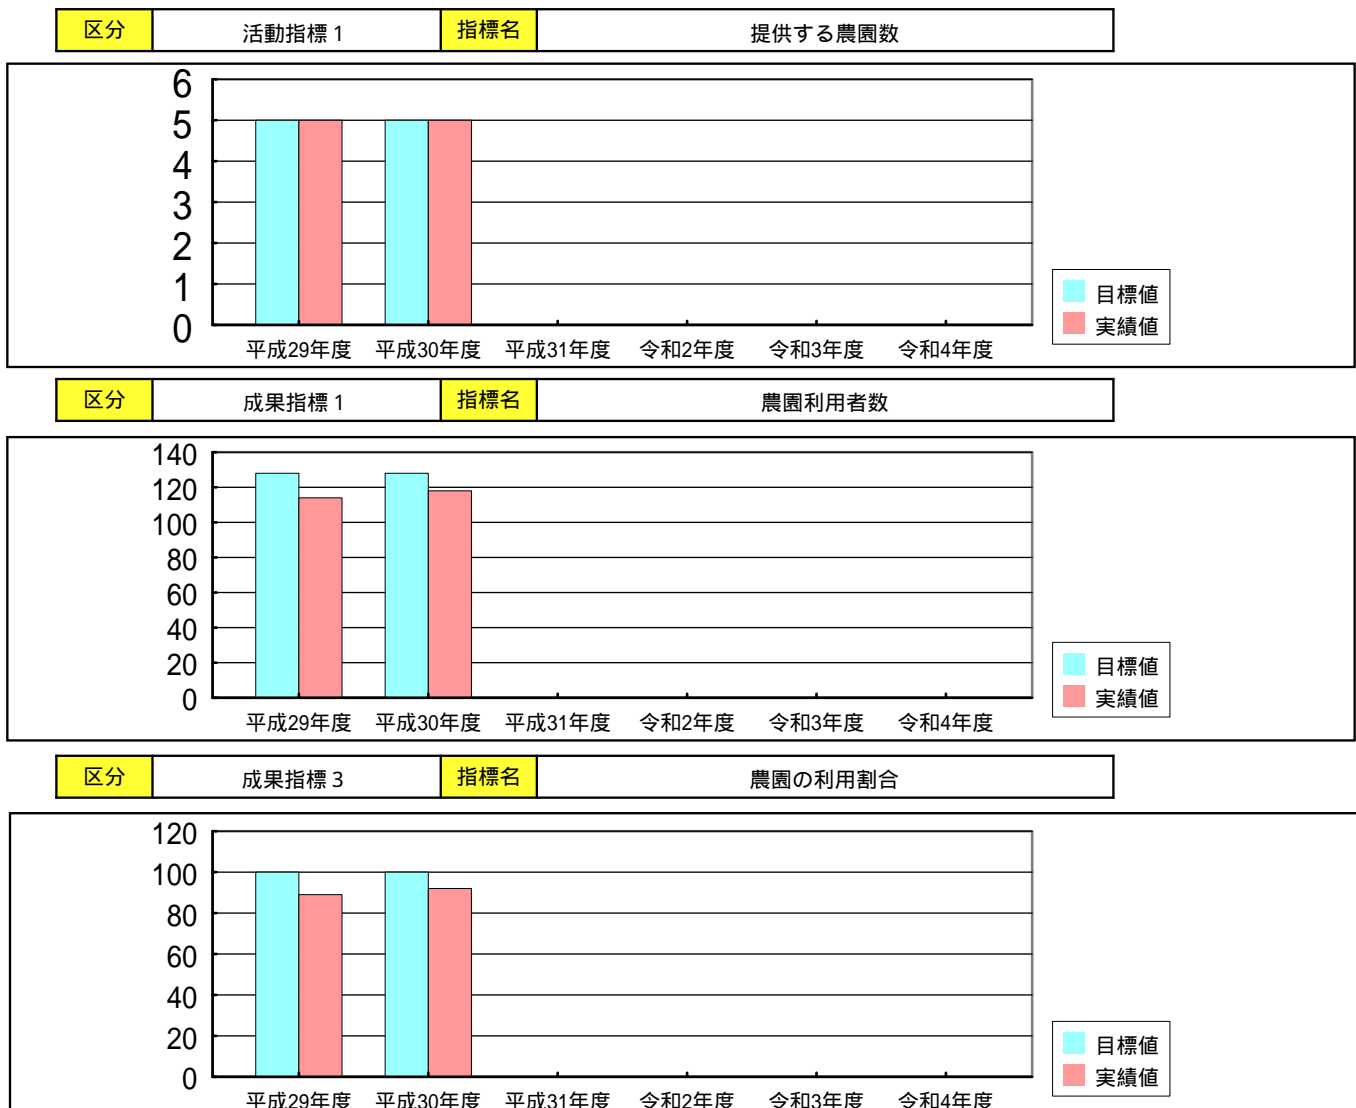 区分 活動指標1 指標名 提供する農園数
6
5
4
3
2
1
0
平成29年度 平成30年度 平成31年度 令和2年度 令和3年度 令和4年度
目標値
実績値
区分 成果指標1 指標名 農園利用者数
140
120
100
80
60
40
20
0
平成29年度 平成30年度 平成31年度 令和2年度 令和3年度 令和4年度
目標値
実績値
区分 成果指標3 指標名 農園の利用割合
120
100
80
60
40
20
0
平成29年度 平成30年度 平成31年度 令和2年度 令和3年度 令和4年度
目標値
実績値